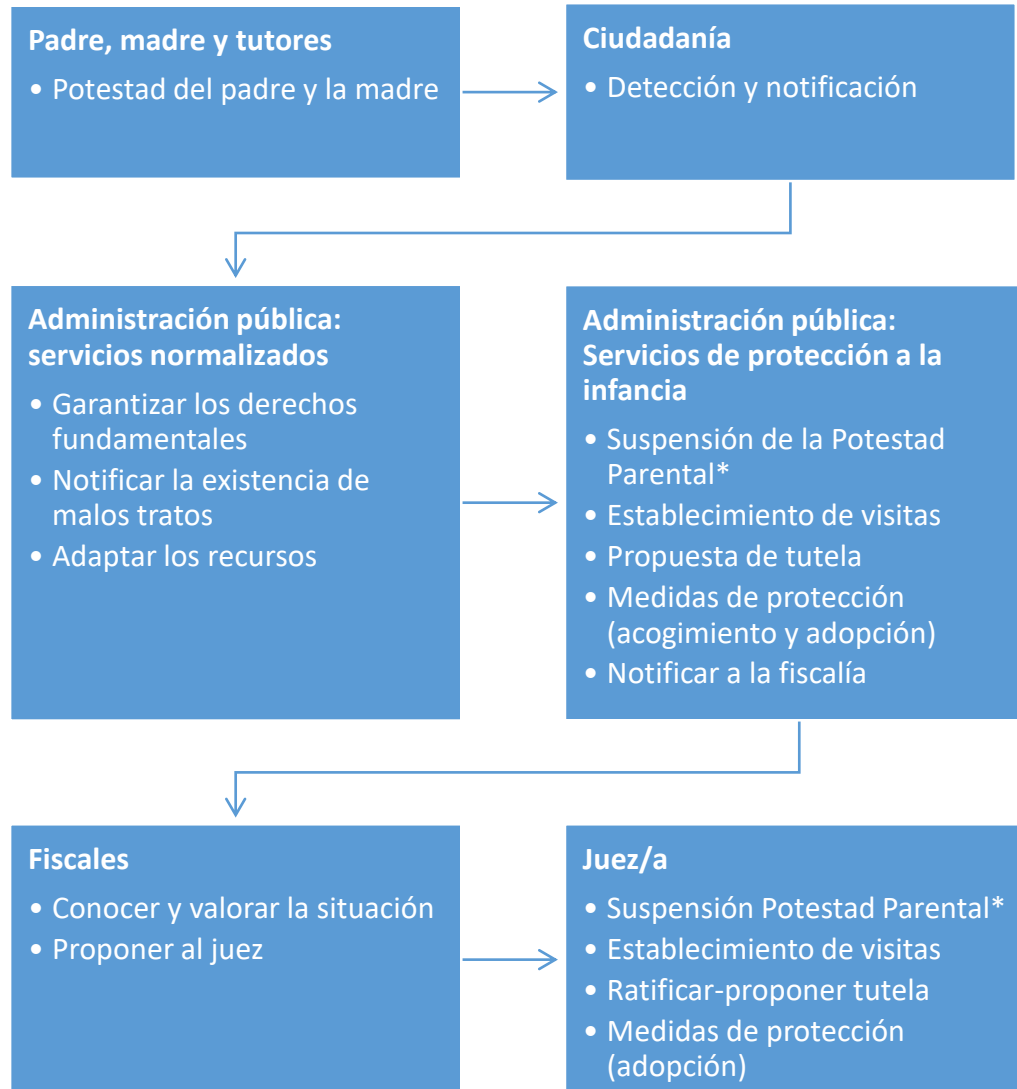 Padre, madre y tutores
• Potestad del padre y la madre
Ciudadanía
• Detección y notificación
Administración pública:
servicios normalizados
• Garantizar los derechos
fundamentales
• Notificar la existencia de
malos tratos
• Adaptar los recursos
Administración pública:
Servicios de protección a la
infancia
• Suspensión de la Potestad
Parental*
• Establecimiento de visitas
• Propuesta de tutela
• Medidas de protección
(acogimiento y adopción)
• Notificar a la fiscalía
Fiscales
• Conocer y valorar la situación
• Proponer al juez
Juez/a
• Suspensión Potestad Parental*
• Establecimiento de visitas
• Ratificar-proponer tutela
• Medidas de protección
(adopción)